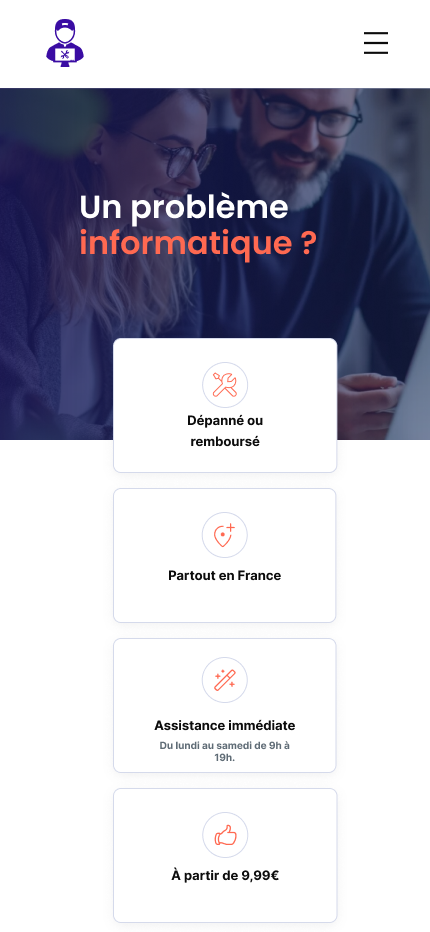 Un problème
informatique ?
Dépanné ou
remboursé
Partout en France
Assistance immédiate
Du lundi au samedi de 9h à
19h.
À partir de 9,99€